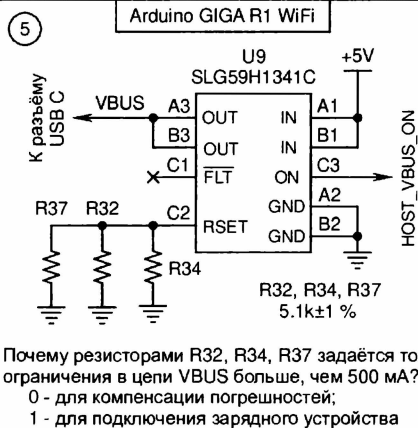 5
Arduino GIGA R1 WiFi
U9
SLG59H1341C
+5V
К разъёму
USB C
VBUS
A3
OUT
IN
A1
B3
OUT
IN
B1
C1
FLT
ON
C3
HOST_VBUS_ON
A2
GND
R37
R32
C2
RSET
GND
B2
R34
R32, R34, R37
5.1k±1 %
Почему резисторами R32, R34, R37 задаётся то
ограничения в цепи VBUS больше, чем 500 мА?
0 - для компенсации погрешностей;
1 - для подключения зарядного устройства